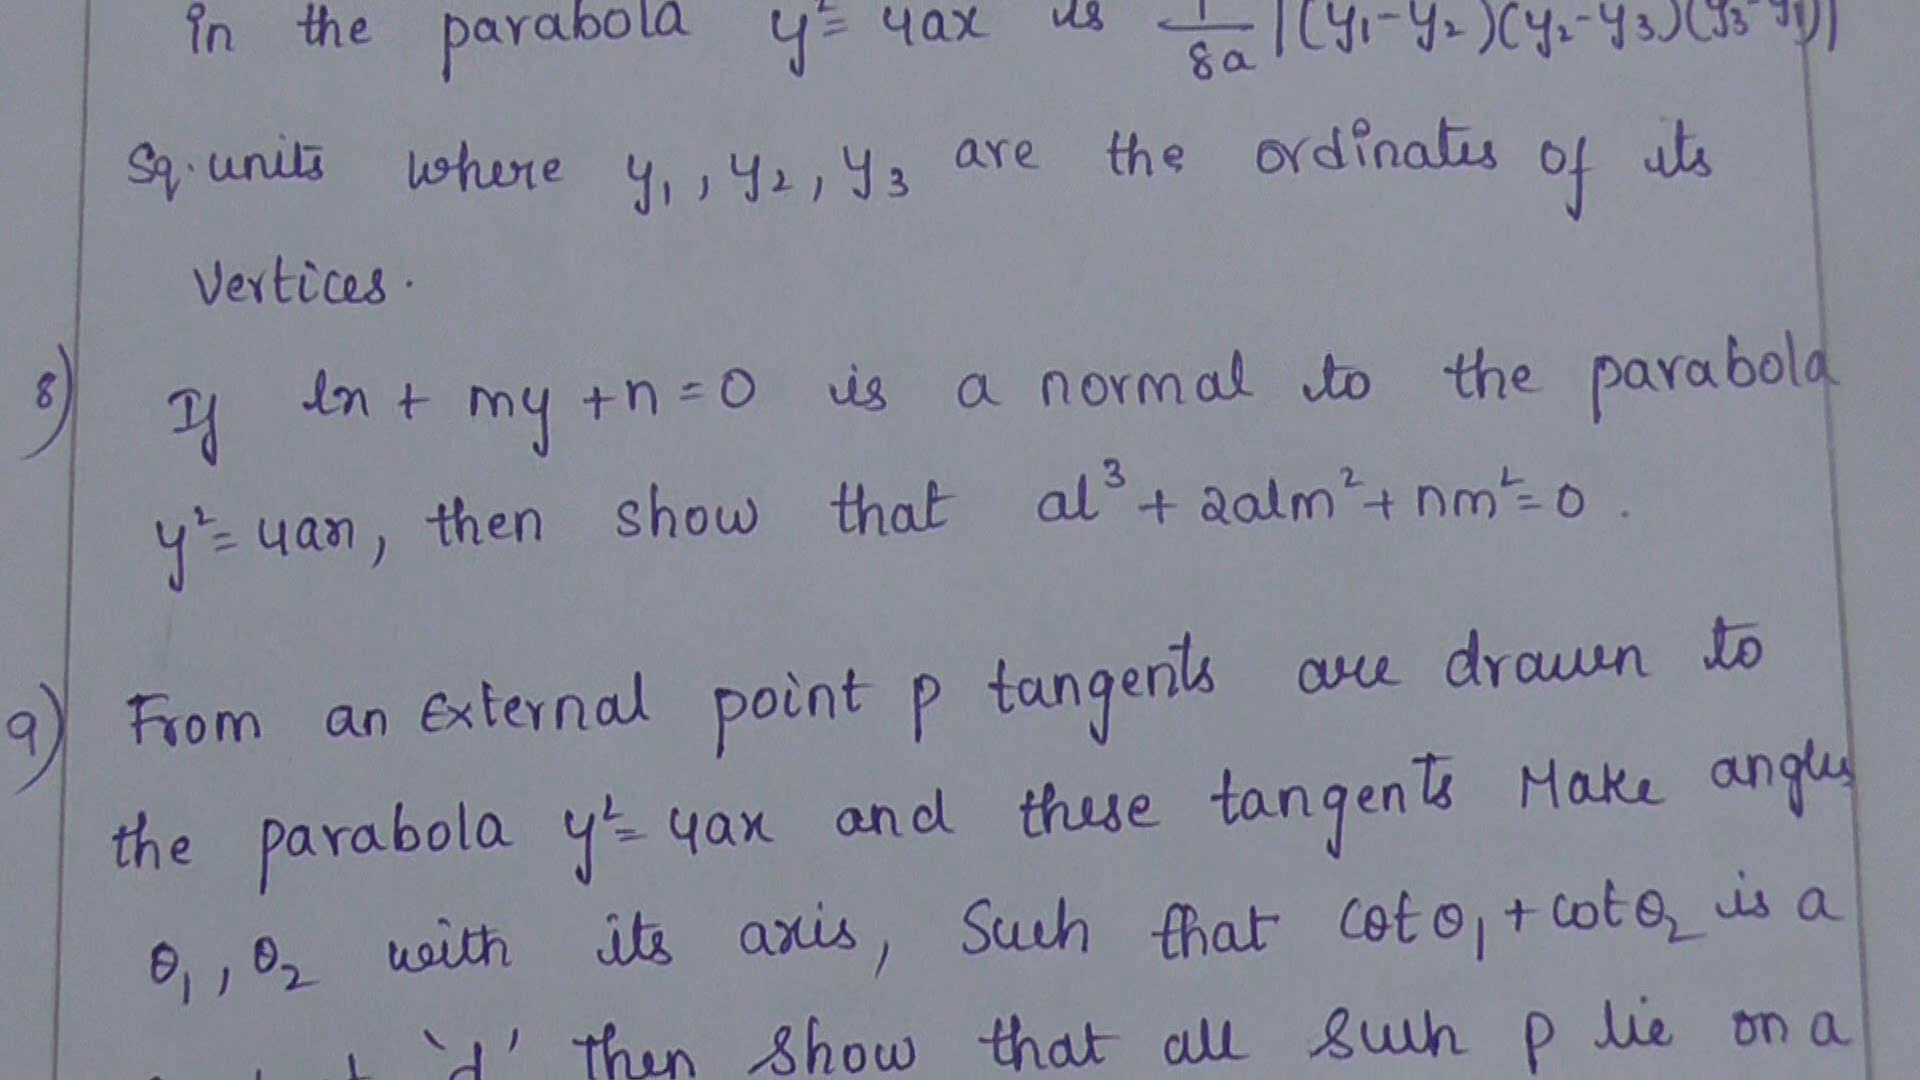 in the parabola y²= 4ax is 1/8a |(y₁-y₂)(y₂-y₃)(y₃-y₁)|
Sq. units where y₁, y₂, y₃ are the ordinates of its
vertices.
8) If lx + my + n = 0 is a normal to the parabola
y²= 4ax, then show that al³ + 2alm² + nm²= 0.
9) From an external point p tangents are drawn to
the parabola y²= 4ax and these tangents Make angles
θ₁, θ₂ with its axis, Such that cotθ₁ + cotθ₂ is a
'd' then show that all such p lie on a